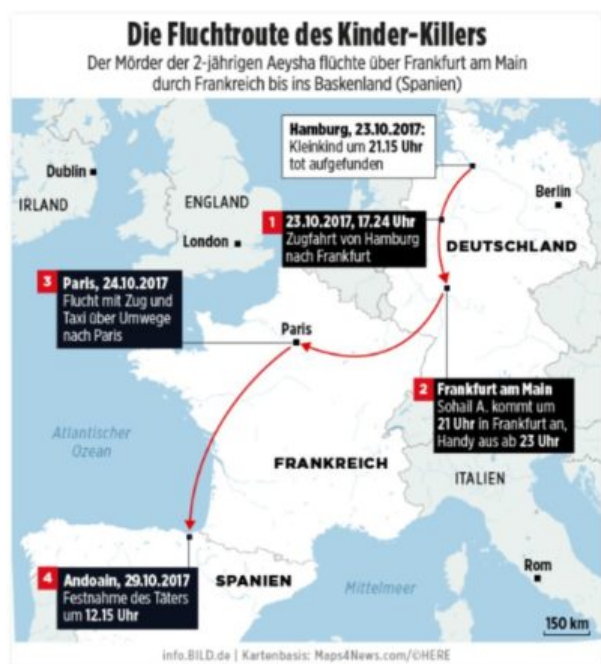 Die Fluchtroute des Kinder-Killers
Der Mörder der 2-jährigen Aeysha flüchte über Frankfurt am Main
durch Frankreich bis ins Baskenland (Spanien)
Hamburg, 23.10.2017:
Kleinkind um 21.15 Uhr
tot aufgefunden
Dublin
IRLAND
ENGLAND
London
Berlin
1 23.10.2017, 17.24 Uhr
Zugfahrt von Hamburg
nach Frankfurt
DEUTSCHLAND
3 Paris, 24.10.2017
Flucht mit Zug und
Taxi über Umwege
nach Paris
Paris
2 Frankfurt am Main
Sohail A. kommt um
21 Uhr in Frankfurt an,
Handy aus ab 23 Uhr
Atlantischer
Ozean
FRANKREICH
ITALIEN
4 Andoain, 29.10.2017
Festnahme des Täters
um 12.15 Uhr
SPANIEN
Mittelmeer
Rom
150 km
info.BILD.de | Kartenbasis: Maps4News.com/©HERE